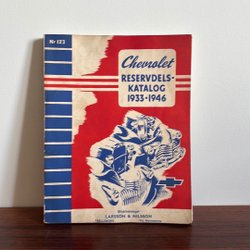 Nr 123
Chevrolet
RESERVDELS-
KATALOG
1933-1946
LARSSON & NILSSON